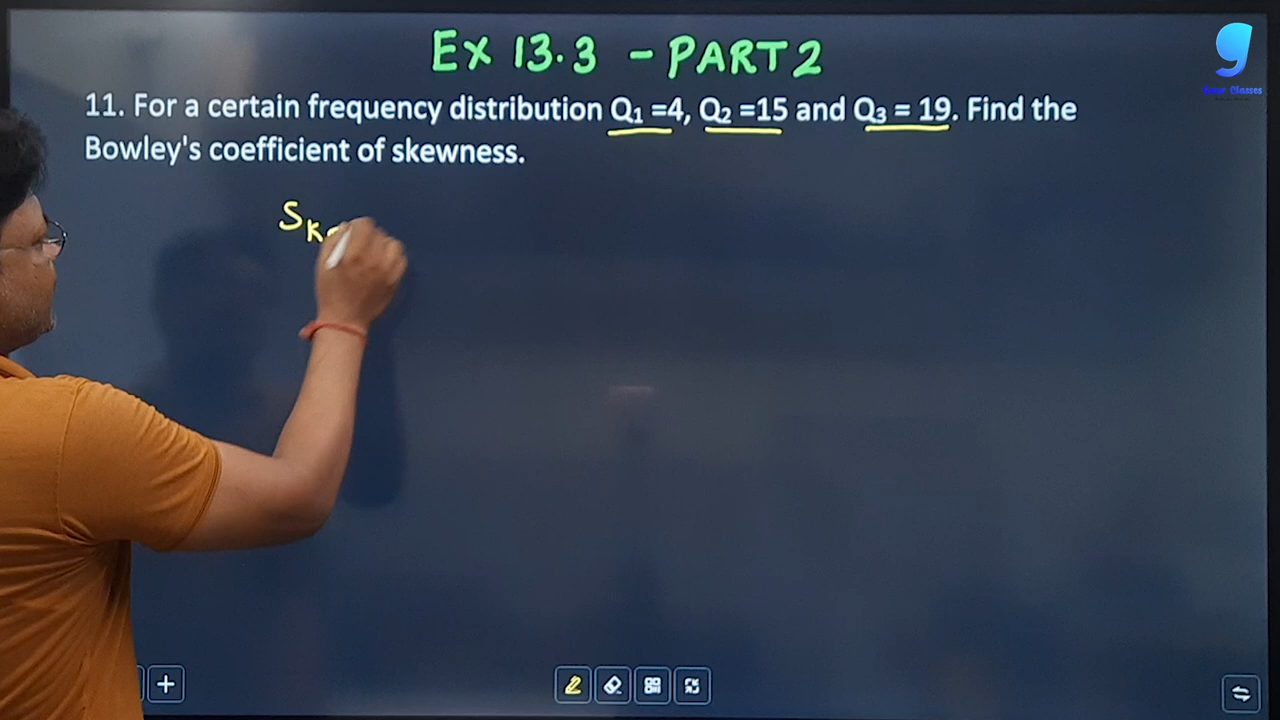 Ex 13.3 - PART 2
11. For a certain frequency distribution Q₁ =4, Q₂ =15 and Q₃ = 19. Find the
Bowley's coefficient of skewness.
Sk